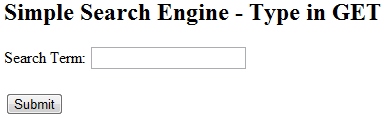 Simple Search Engine - Type in GET
Search Term:
Submit